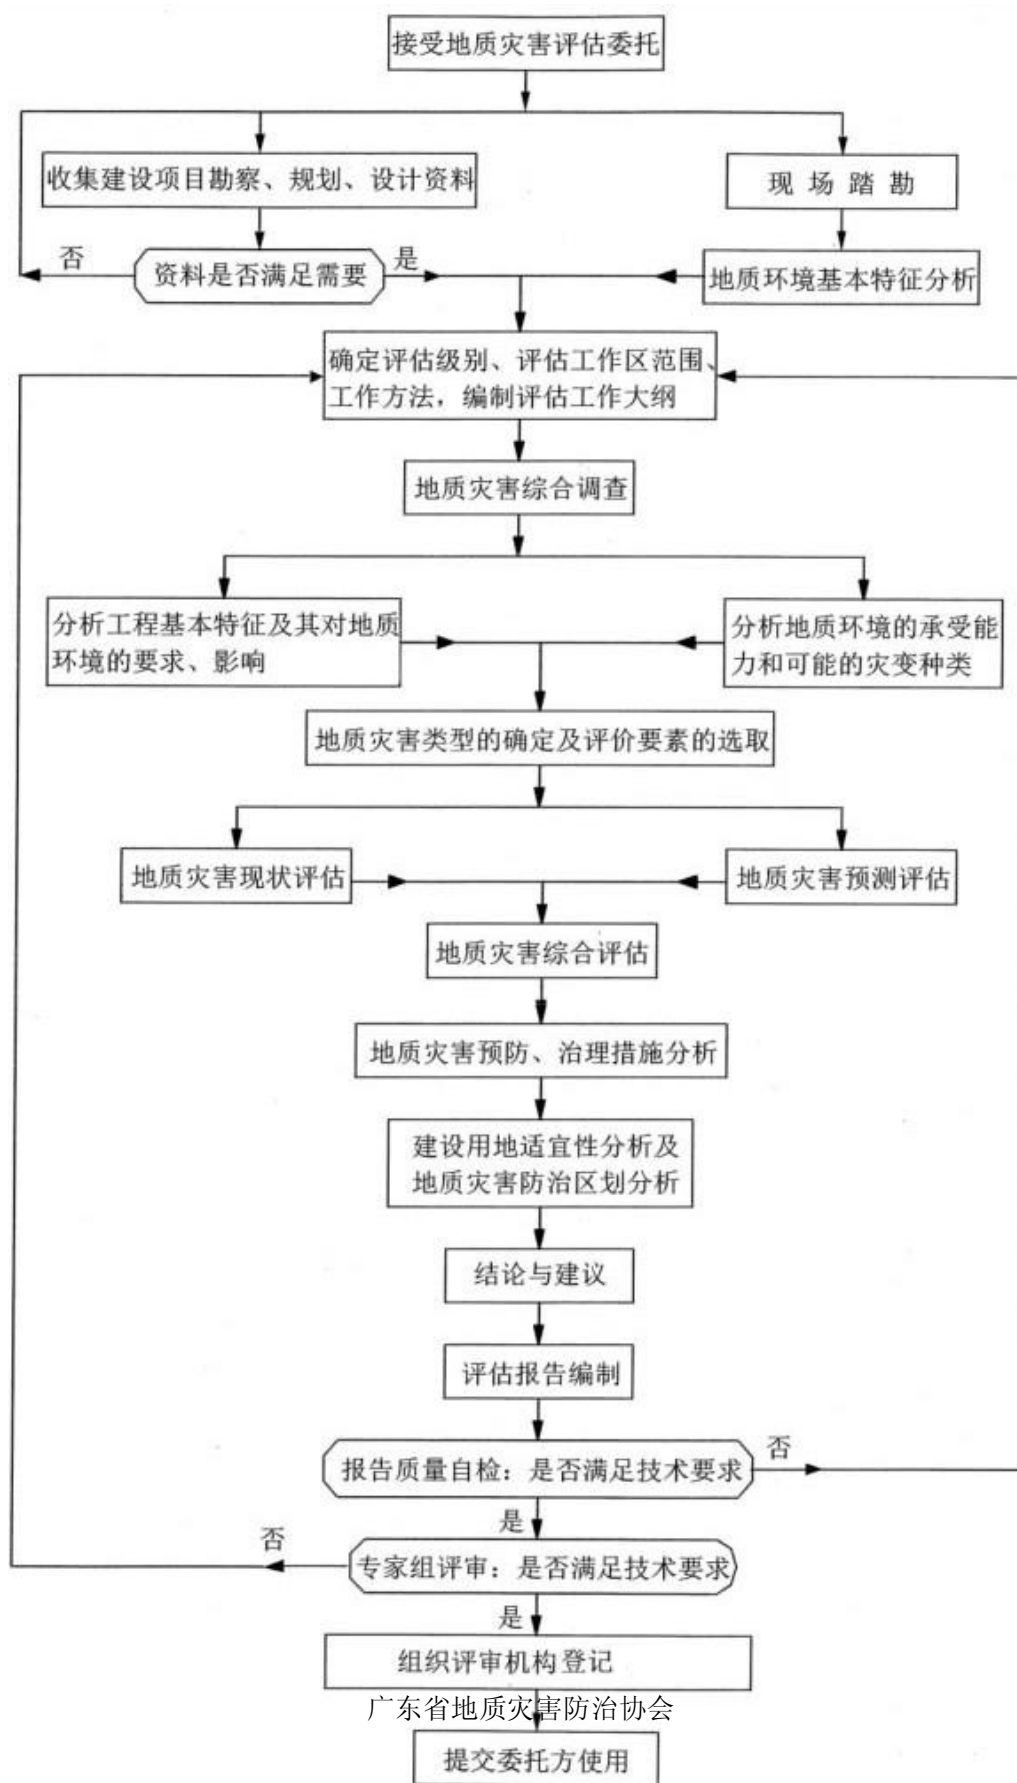 接受地质灾害评估委托
收集建设项目勘察、规划、设计资料
现场踏勘
否
资料是否满足需要
是
地质环境基本特征分析
确定评估级别、评估工作区范围、
工作方法，编制评估工作大纲
地质灾害综合调查
分析工程基本特征及其对地质
环境的要求、影响
分析地质环境的承受能
力和可能的灾变种类
地质灾害类型的确定及评价要素的选取
地质灾害现状评估
地质灾害预测评估
地质灾害综合评估
地质灾害预防、治理措施分析
建设用地适宜性分析及
地质灾害防治区划分析
结论与建议
评估报告编制
报告质量自检：是否满足技术要求
否
是
否
专家组评审：是否满足技术要求
是
组织评审机构登记
广东省地质灾害防治协会
提交委托方使用